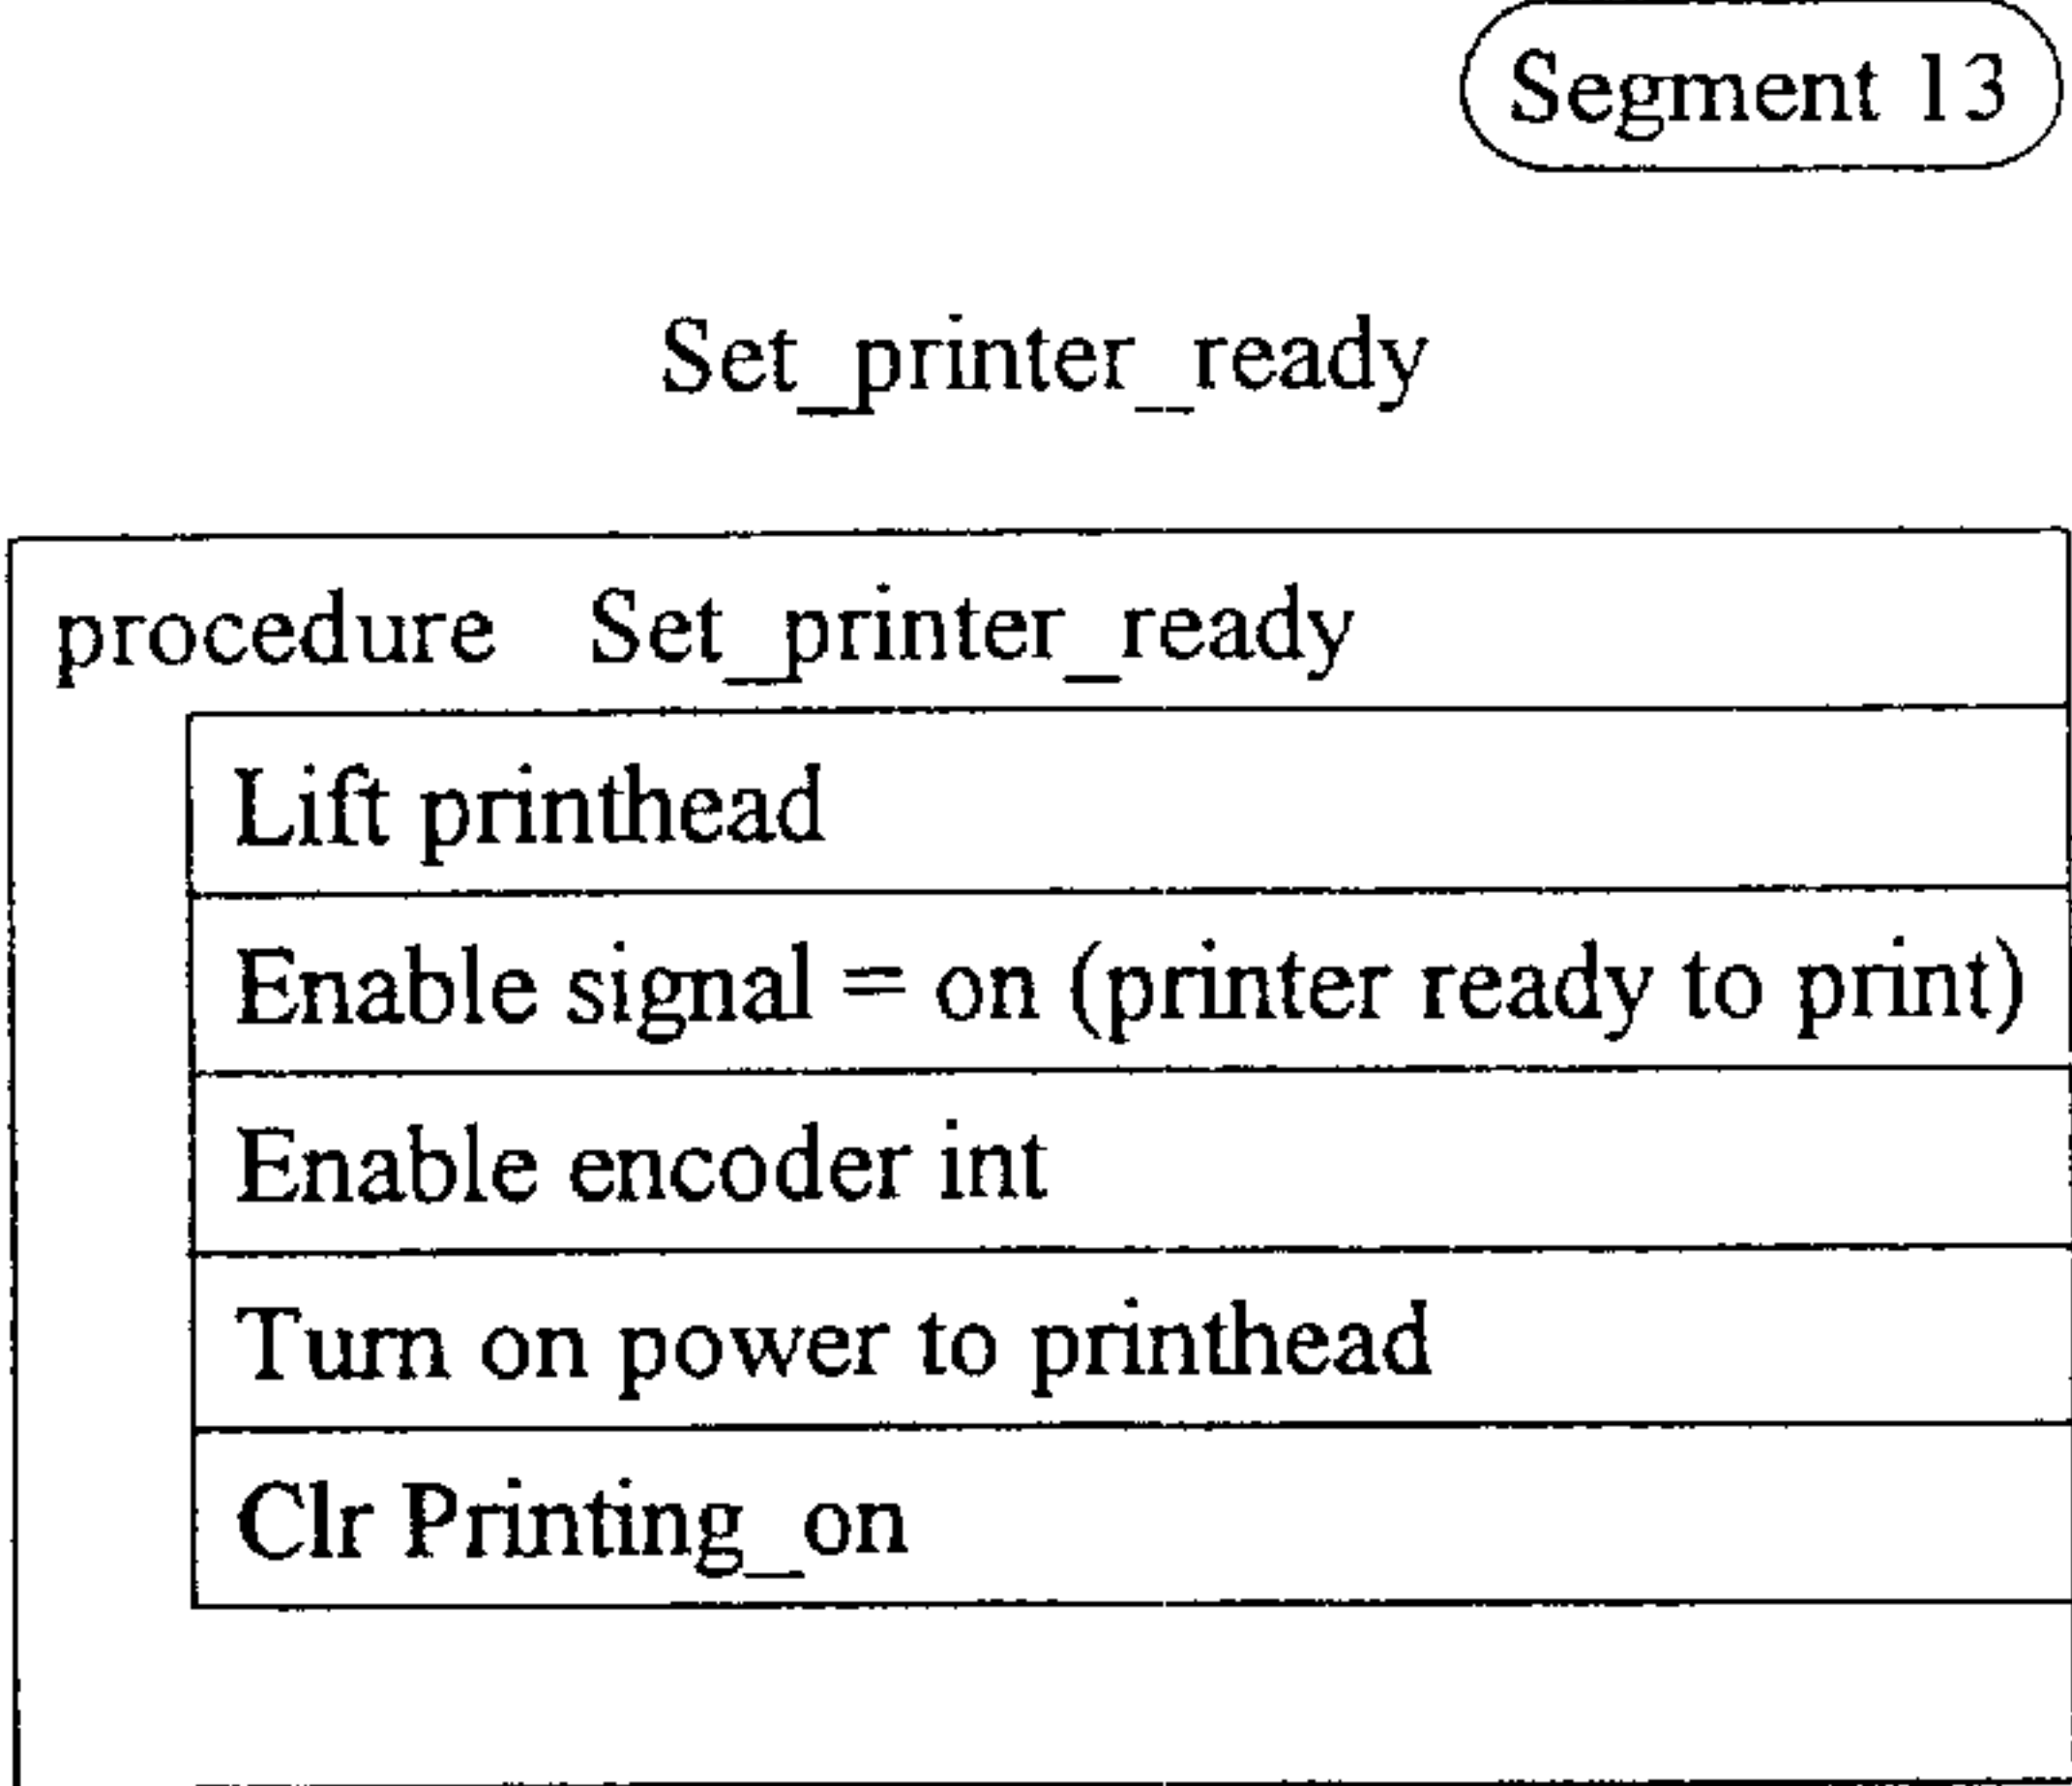 Segment 13
Set_printer_ready
procedure Set_printer_ready
Lift printhead
Enable signal = on (printer ready to print)
Enable encoder int
Turn on power to printhead
Clr Printing_on